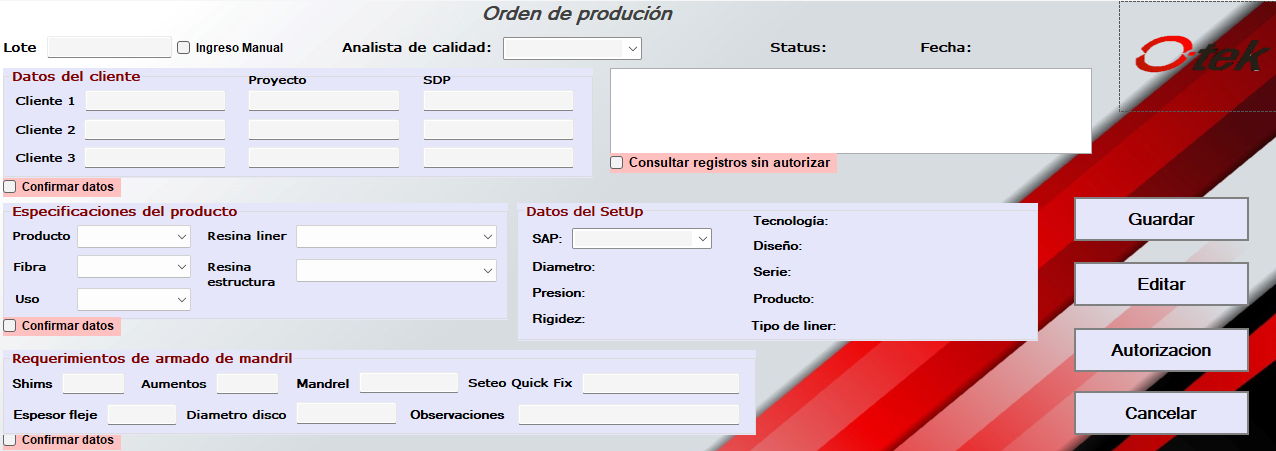 Orden de produción
Lote Ingreso Manual Analista de calidad: Status: Fecha:
O-tek
Datos del cliente Proyecto SDP
Cliente 1
Cliente 2
Cliente 3
Consultar registros sin autorizar
Confirmar datos
Especificaciones del producto
Producto Resina liner
Fibra Resina estructura
Uso
Confirmar datos
Datos del SetUp
SAP:
Diametro:
Presion:
Rigidez:
Tecnología:
Diseño:
Serie:
Producto:
Tipo de liner:
Guardar
Editar
Autorizacion
Cancelar
Requerimientos de armado de mandril
Shims Aumentos Mandrel Seteo Quick Fix
Espesor fleje Diametro disco Observaciones
Confirmar datos